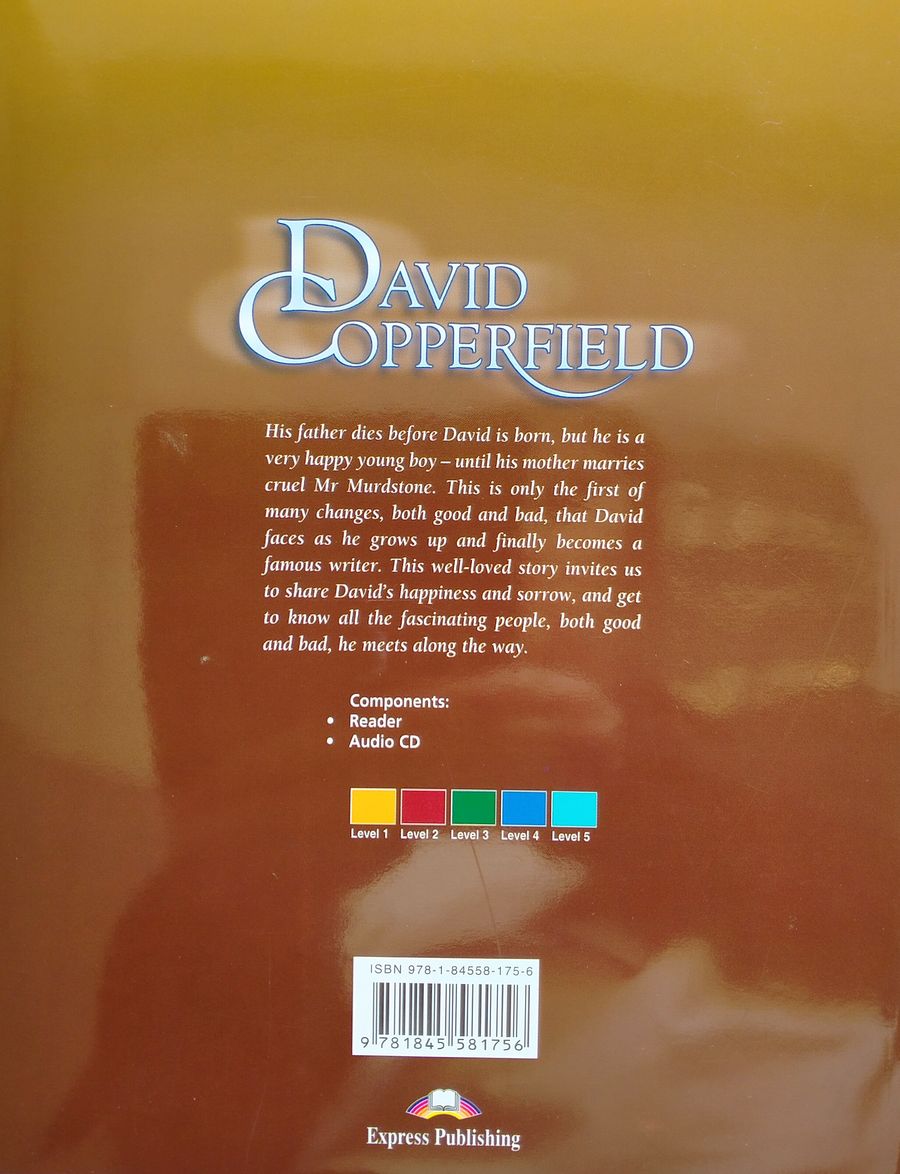 DAVID
COPPERFIELD
His father dies before David is born, but he is a
very happy young boy – until his mother marries
cruel Mr Murdstone. This is only the first of
many changes, both good and bad, that David
faces as he grows up and finally becomes a
famous writer. This well-loved story invites us
to share David's happiness and sorrow, and get
to know all the fascinating people, both good
and bad, he meets along the way.
Components:
• Reader
• Audio CD
Level 1 Level 2 Level 3 Level 4 Level 5
ISBN 978-1-84558-175-6
9 781845 581756
Express Publishing